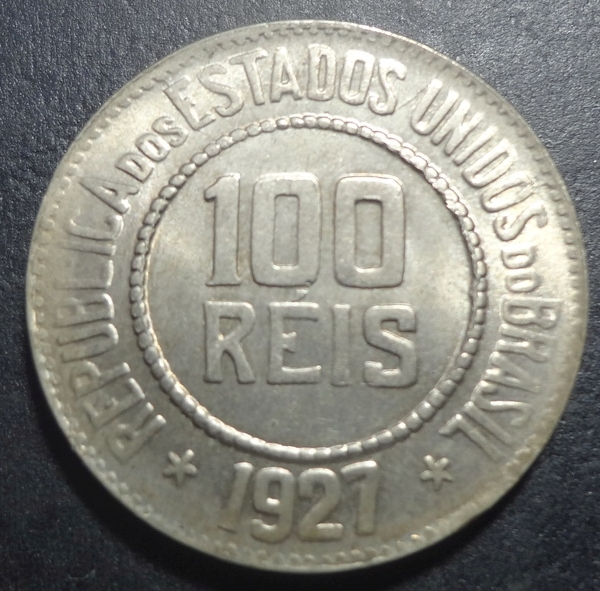 REPUBLICA DOS ESTADOS UNIDOS DO BRASIL
100
RÉIS
* 1927 *